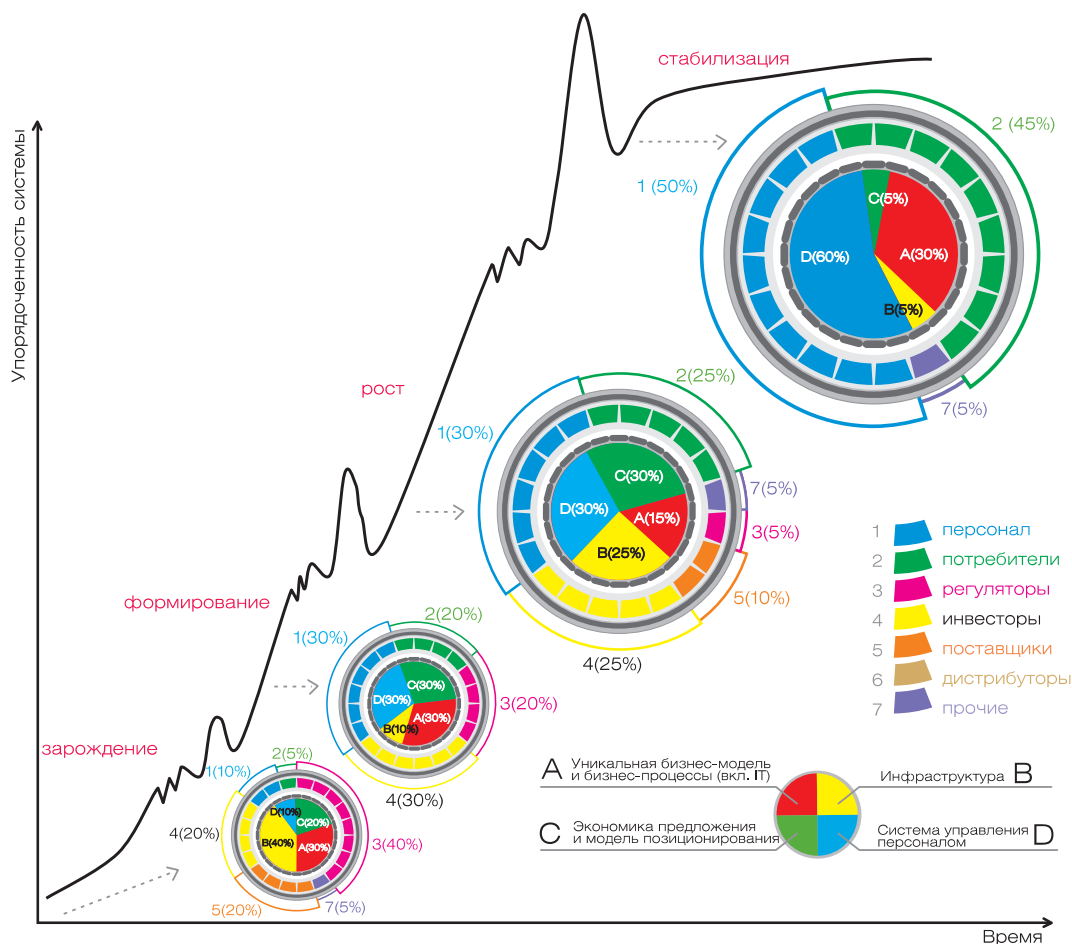 Упорядоченность системы
стабилизация
2 (45%)
1 (50%)
C(5%)
A(30%)
D(60%)
B(5%)
7(5%)
рост
2(25%)
1(30%)
C(30%)
D(30%)
A(15%)
B(25%)
7(5%)
3(5%)
5(10%)
4(25%)
формирование
2(20%)
1(30%)
C(30%)
D(30%)
A(30%)
B(10%)
3(20%)
4(30%)
зарождение
2(5%)
1(10%)
D(10%)
C(20%)
B(40%)
A(30%)
4(20%)
3(40%)
5(20%)
7(5%)
1 персонал
2 потребители
3 регуляторы
4 инвесторы
5 поставщики
6 дистрибуторы
7 прочие
A Уникальная бизнес-модель
и бизнес-процессы (вкл. IT)
Инфраструктура B
C Экономика предложения
и модель позиционирования
Система управления D
персоналом
Время